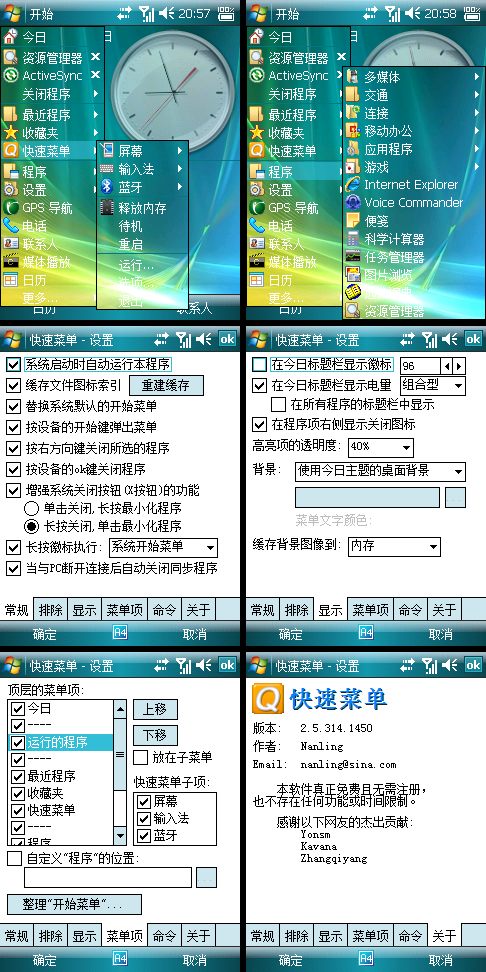 开始 20:57
今日
资源管理器
ActiveSync
关闭程序
最近程序
收藏夹
快速菜单
程序
设置
GPS 导航
电话
联系人
媒体播放
日历
更多...
屏幕
输入法
蓝牙
释放内存
待机
重启
运行...
选项...
退出
日历 联系人
开始 20:58
今日
资源管理器
ActiveSync
关闭程序
最近程序
收藏夹
快速菜单
程序
设置
GPS 导航
电话
联系人
媒体播放
日历
更多...
多媒体
交通
连接
移动办公
应用程序
游戏
Internet Explorer
Voice Commander
便笺
科学计算器
任务管理器
图片浏览
资源管理器
日历
快速菜单 - 设置 ok
系统启动时自动运行本程序
缓存文件图标索引 重建缓存
替换系统默认的开始菜单
按设备的开始键弹出菜单
按右方向键关闭所选的程序
按设备的ok键关闭程序
增强系统关闭按钮(X按钮)的功能
单击关闭, 长按最小化程序
长按关闭, 单击最小化程序
长按徽标执行: 系统开始菜单
当与PC断开连接后自动关闭同步程序
常规 排除 显示 菜单项 命令 关于
确定 A4 取消
快速菜单 - 设置 ok
在今日标题栏显示徽标 96
在今日标题栏显示电量 组合型
在所有程序的标题栏中显示
在程序项右侧显示关闭图标
高亮项的透明度: 40%
背景: 使用今日主题的桌面背景
...
菜单文字颜色:
缓存背景图像到: 内存
常规 排除 显示 菜单项 命令 关于
确定 A4 取消
快速菜单 - 设置 ok
顶层的菜单项:
今日
----
运行的程序
----
最近程序
收藏夹
快速菜单
----
程序
上移
下移
放在子菜单
快速菜单子项:
屏幕
输入法
蓝牙
自定义"程序"的位置:
...
整理"开始菜单"...
常规 排除 显示 菜单项 命令 关于
确定 A4 取消
快速菜单 - 设置 ok
快速菜单
版本: 2.5.314.1450
作者: Nanling
Email: nanling@sina.com
本软件真正免费且无需注册,
也不存在任何功能或时间限制。
感谢以下网友的杰出贡献:
Yonsm
Kavana
Zhangqiyang
常规 排除 显示 菜单项 命令 关于
确定 A4 取消